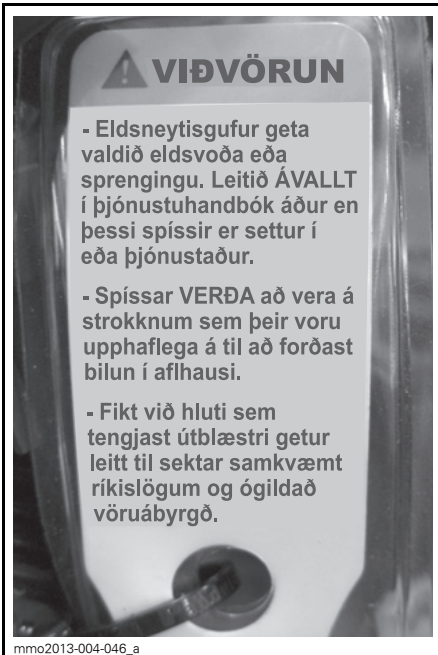 VIÐVÖRUN
- Eldsneytisgufur geta
valdið eldsvoða eða
sprengingu. Leitið ÁVALLT
í þjónustuhandbók áður en
þessi spíssir er settur í
eða þjónustaður.
- Spíssar VERÐA að vera á
strokknum sem þeir voru
upphaflega á til að forðast
bilun í aflhausi.
- Fikt við hluti sem
tengjast útblæstri getur
leitt til sektar samkvæmt
ríkislögum og ógildað
vöruábyrgð.
mmo2013-004-046_a